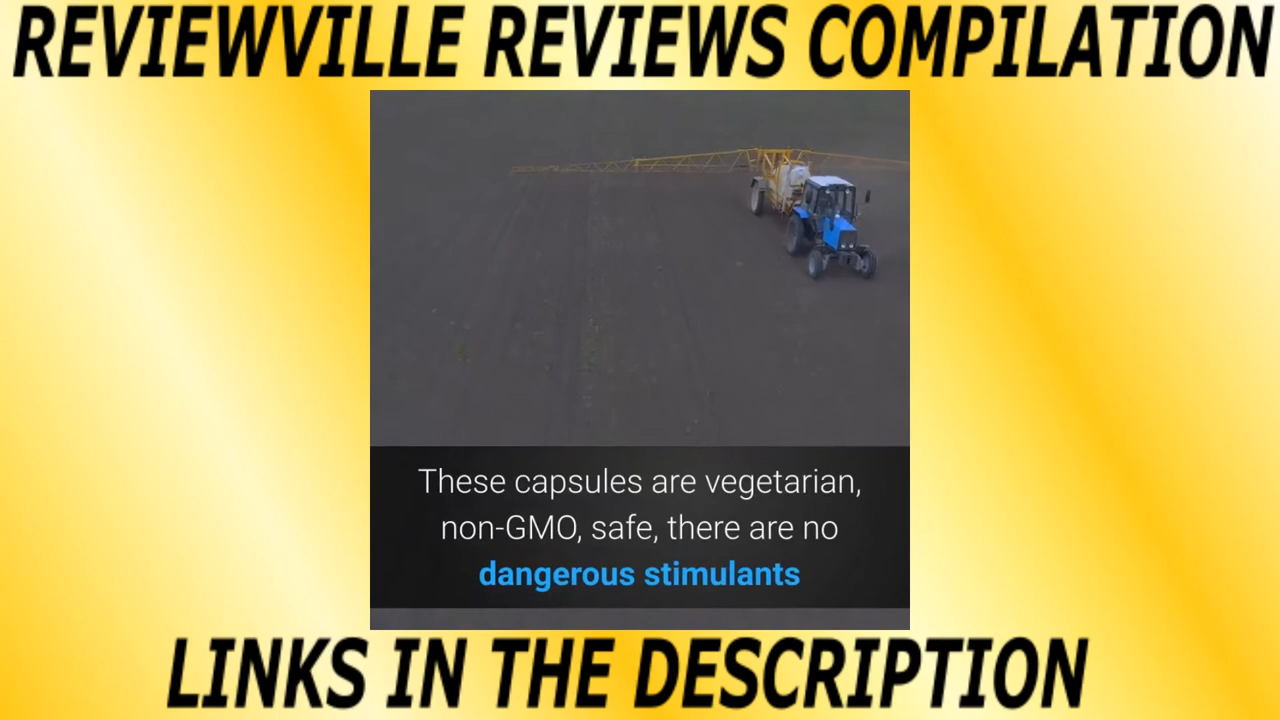 REVIEWVILLE REVIEWS COMPILATION
These capsules are vegetarian,
non-GMO, safe, there are no
dangerous stimulants
LINKS IN THE DESCRIPTION